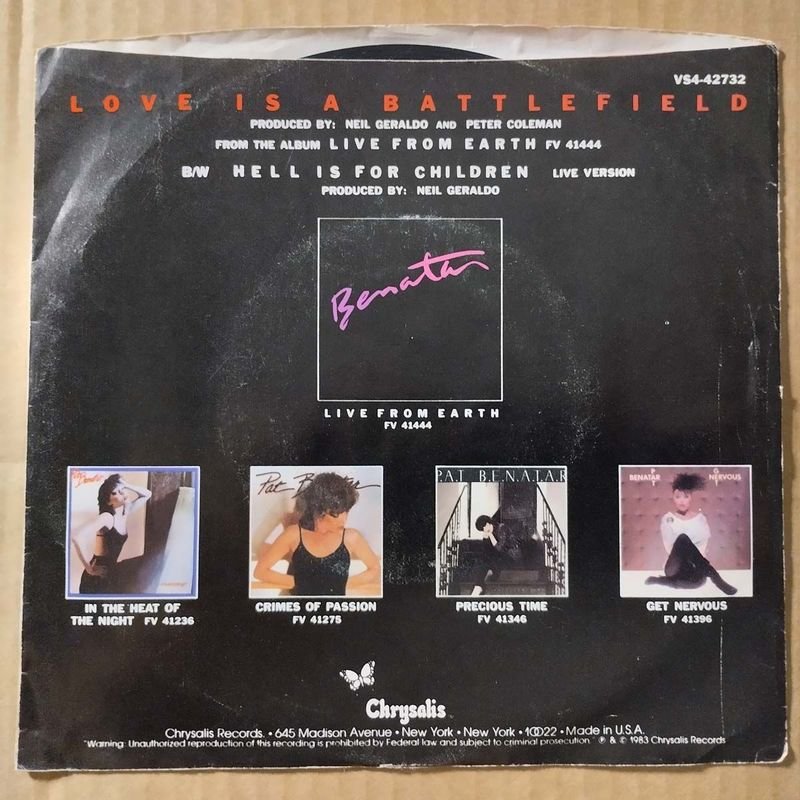 VS4-42732
LOVE IS A BATTLEFIELD
PRODUCED BY: NEIL GERALDO AND PETER COLEMAN
FROM THE ALBUM LIVE FROM EARTH FV 41444
B/W HELL IS FOR CHILDREN LIVE VERSION
PRODUCED BY: NEIL GERALDO
Benatar
LIVE FROM EARTH
FV 41444
Pat Benatar
PAT BENATAR
P G
BENATAR NERVOUS
T T
IN THE HEAT OF
THE NIGHT FV 41236
CRIMES OF PASSION
FV 41275
PRECIOUS TIME
FV 41346
GET NERVOUS
FV 41396
Chrysalis
Chrysalis Records. • 645 Madison Avenue • New York • New York • 10022 • Made in U.S.A.
"Warning: Unauthorized reproduction of this recording is prohibited by Federal law and subject to criminal prosecution." ℗ & © 1983 Chrysalis Records